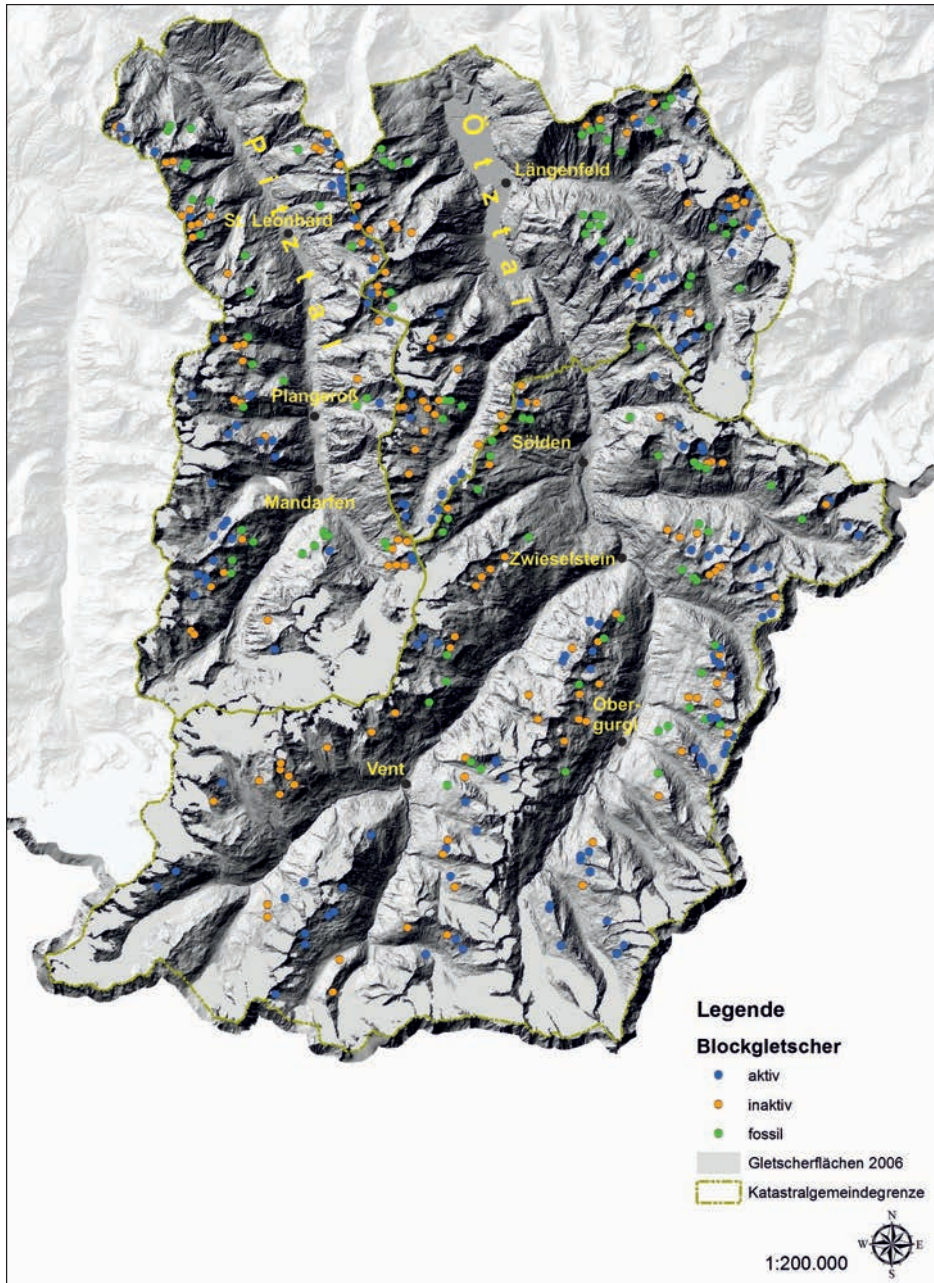 Pitztal
Ötztal
Längenfeld
St. Leonhard
Plangeroß
Sölden
Mandarfen
Zwieselstein
Ober-
gurgl
Vent
Legende
Blockgletscher
aktiv
inaktiv
fossil
Gletscherflächen 2006
Katastralgemeindegrenze
N
W E
S
1:200.000